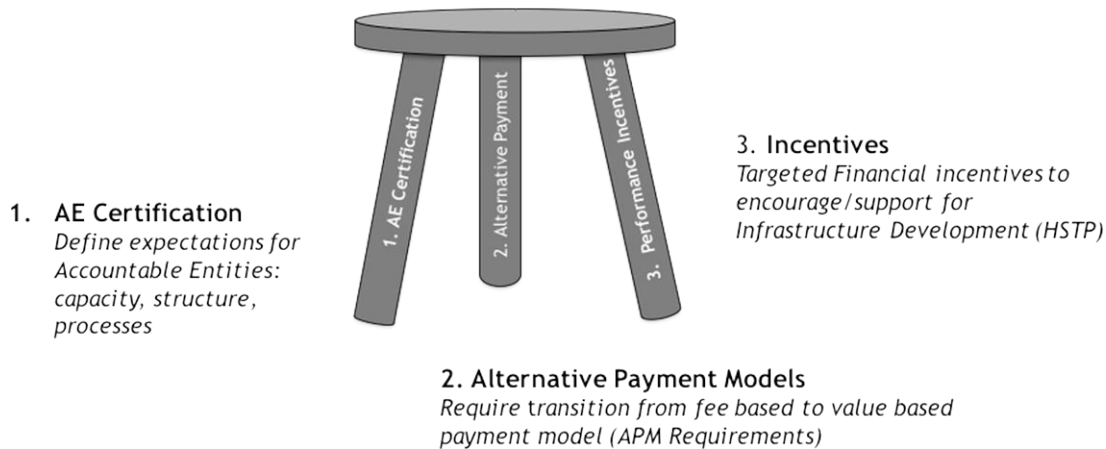 1. AE Certification
2. Alternative Payment
3. Performance Incentives
1. AE Certification
Define expectations for
Accountable Entities:
capacity, structure,
processes
2. Alternative Payment Models
Require transition from fee based to value based
payment model (APM Requirements)
3. Incentives
Targeted Financial incentives to
encourage/support for
Infrastructure Development (HSTP)